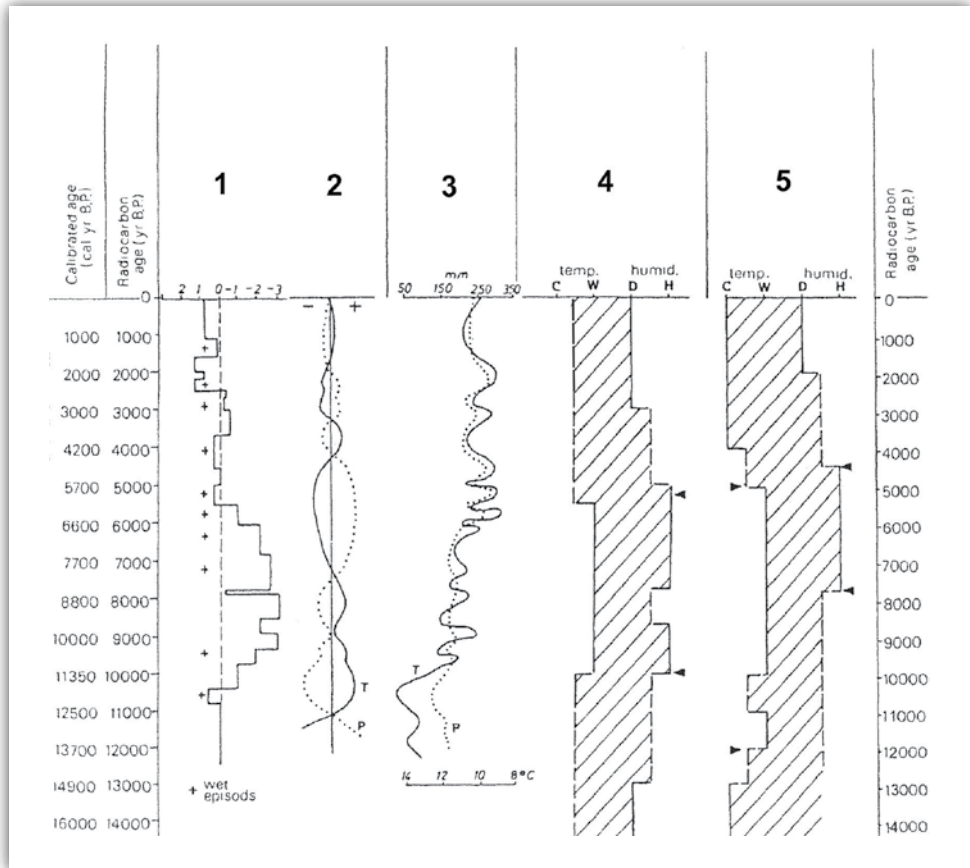 1
2
3
4
5
Calibrated age
(cal yr B.P.)
Radiocarbon
age (yr B.P.)
Radiocarbon
age (yr B.P.)
mm
50 150 250 350
temp. humid.
C W D H
temp. humid.
C W D H
2 1 0 -1 -2 -3
- +
0
0
1000 1000
2000 2000
3000 3000
4200 4000
5700 5000
6600 6000
7700 7000
8800 8000
10000 9000
11350 10000
12500 11000
13700 12000
14900 13000
16000 14000
T
P
T
P
+ wet
episods
14 12 10 8°C
1000
2000
3000
4000
5000
6000
7000
8000
9000
10000
11000
12000
13000
14000